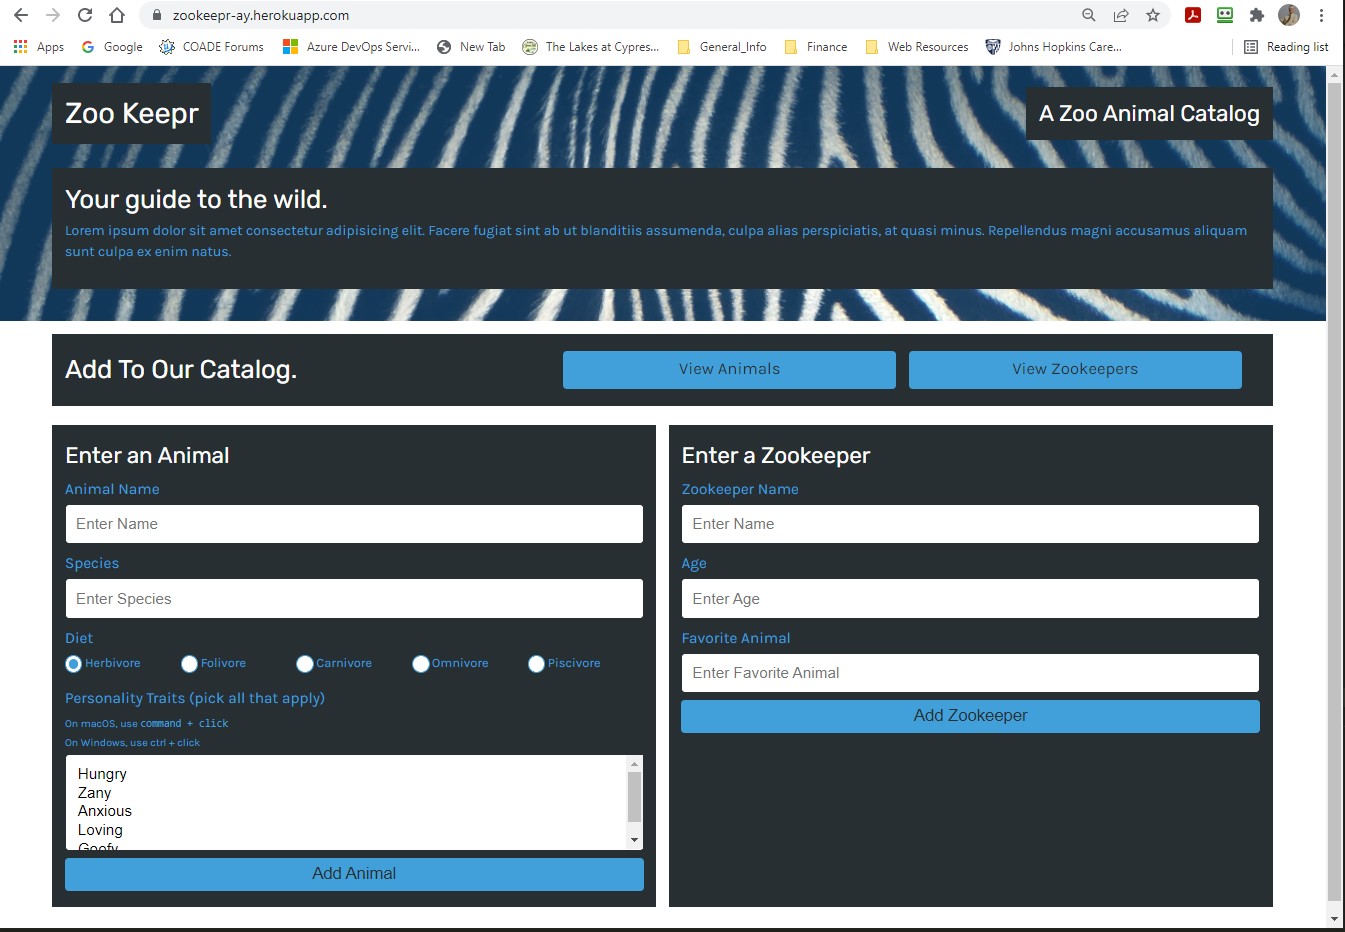 zookeepr-ay.herokuapp.com
Apps Google COADE Forums Azure DevOps Servi... New Tab The Lakes at Cypres... General_Info Finance Web Resources Johns Hopkins Care... Reading list
Zoo Keepr
A Zoo Animal Catalog
Your guide to the wild.
Lorem ipsum dolor sit amet consectetur adipisicing elit. Facere fugiat sint ab ut blanditiis assumenda, culpa alias perspiciatis, at quasi minus. Repellendus magni accusamus aliquam
sunt culpa ex enim natus.
Add To Our Catalog.
View Animals
View Zookeepers
Enter an Animal
Animal Name
Enter Name
Species
Enter Species
Diet
Herbivore Folivore Carnivore Omnivore Piscivore
Personality Traits (pick all that apply)
On macOS, use command + click
On Windows, use ctrl + click
Hungry
Zany
Anxious
Loving
Goofy
Add Animal
Enter a Zookeeper
Zookeeper Name
Enter Name
Age
Enter Age
Favorite Animal
Enter Favorite Animal
Add Zookeeper